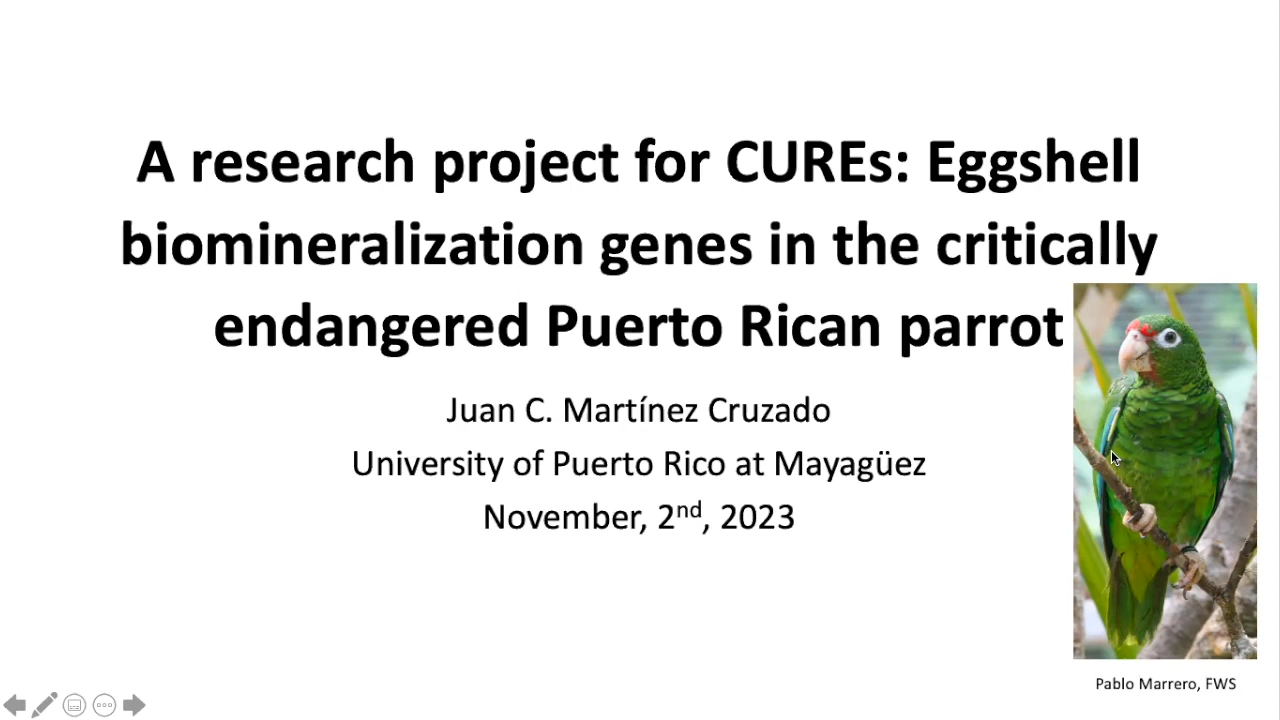 A research project for CUREs: Eggshell
biomineralization genes in the critically
endangered Puerto Rican parrot
Juan C. Martínez Cruzado
University of Puerto Rico at Mayagüez
November, 2nd, 2023
Pablo Marrero, FWS